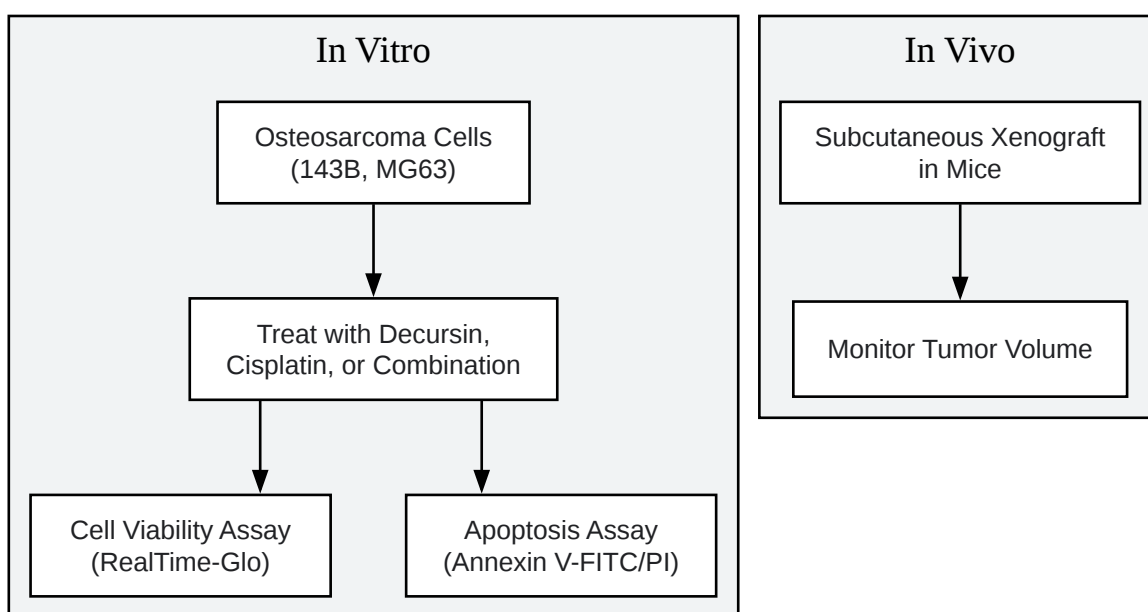 In Vitro
Osteosarcoma Cells
(143B, MG63)
Treat with Decursin,
Cisplatin, or Combination
Cell Viability Assay
(RealTime-Glo)
Apoptosis Assay
(Annexin V-FITC/PI)
In Vivo
Subcutaneous Xenograft
in Mice
Monitor Tumor Volume